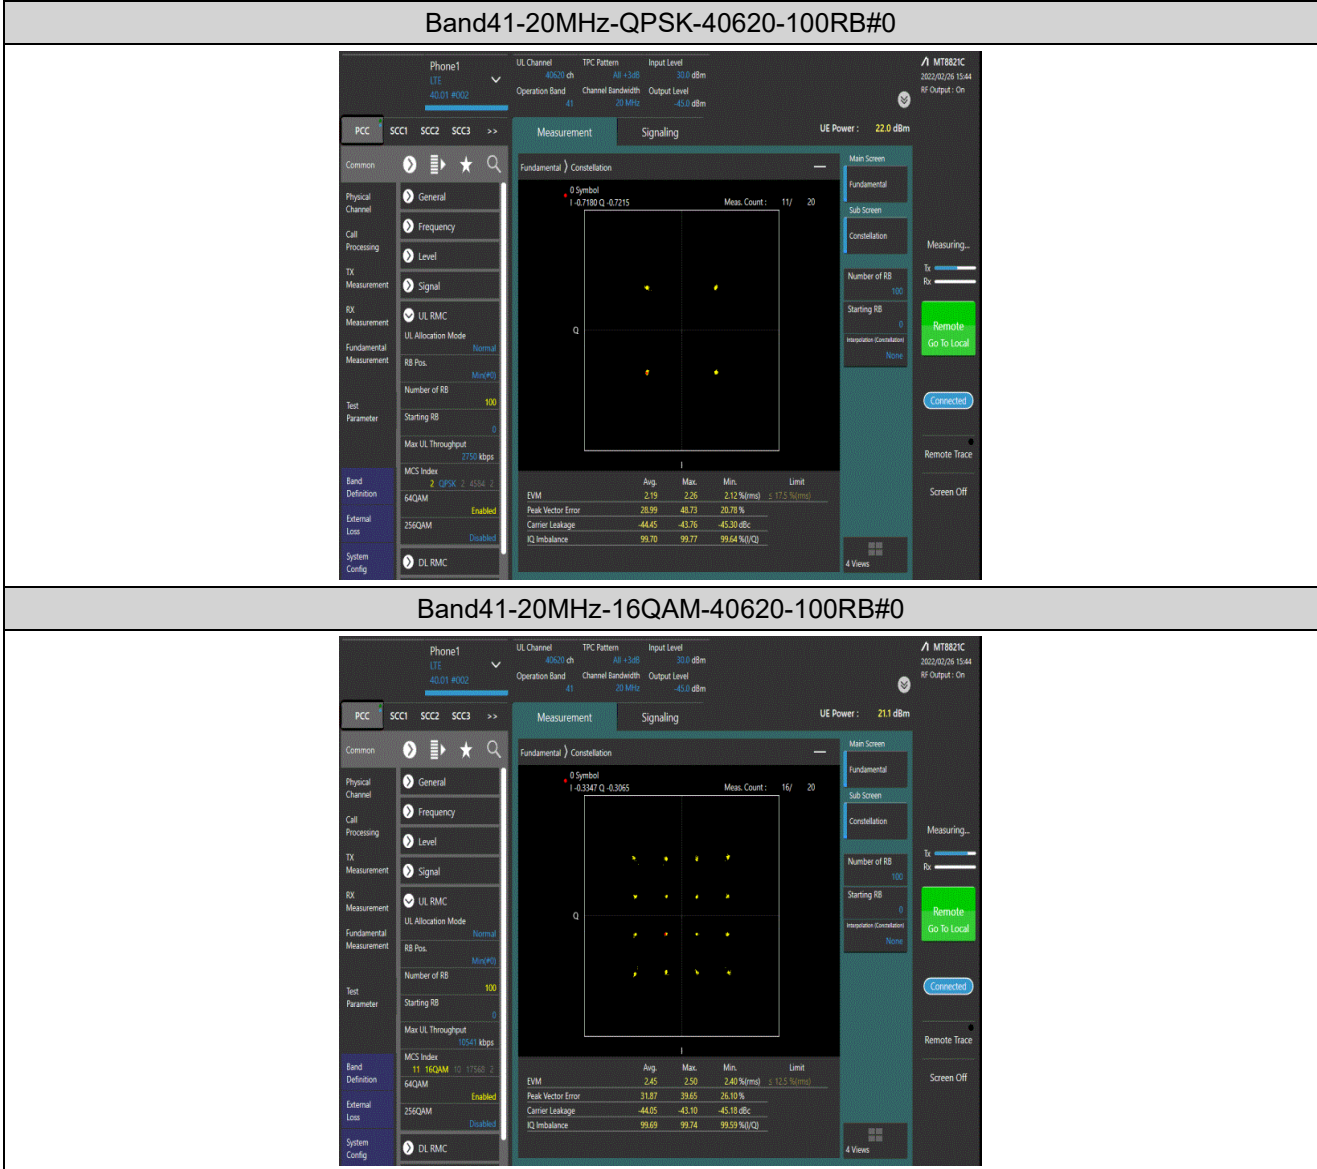 Band41-20MHz-QPSK-40620-100RB#0
Phone1
LTE
40.01 #002
UL Channel TPC Pattern Input Level
40620 ch All +3dB 30.0 dBm
Operation Band Channel Bandwidth Output Level
41 20 MHz -45.0 dBm
MT8821C
2022/02/26 15:44
RF Output : On
PCC SCC1 SCC2 SCC3 >>
Measurement Signaling
UE Power : 22.0 dBm
Common
Physical Channel
Call Processing
TX Measurement
RX Measurement
Fundamental Measurement
Test Parameter
Band Definition
External Loss
System Config
General
Frequency
Level
Signal
UL RMC
UL Allocation Mode
Normal
RB Pos.
Min(#0)
Number of RB
100
Starting RB
0
Max UL Throughput
2750 kbps
MCS Index
2 QPSK 2 4584 2
64QAM
Enabled
256QAM
Disabled
DL RMC
Fundamental ⟩ Constellation
0 Symbol
I -0.7180 Q -0.7215 Meas. Count : 11/ 20
Q
I
Avg. Max. Min. Limit
EVM 2.19 2.26 2.12 %(rms) ≤ 17.5 %(rms)
Peak Vector Error 28.99 48.73 20.78 %
Carrier Leakage -44.45 -43.76 -45.30 dBc
IQ Imbalance 99.70 99.77 99.64 %(I/Q)
Main Screen
Fundamental
Sub Screen
Constellation
Number of RB
100
Starting RB
0
Interpolation (Constellation)
None
4 Views
Measuring...
Tx
Rx
Remote
Go To Local
Connected
Remote Trace
Screen Off
Band41-20MHz-16QAM-40620-100RB#0
Phone1
LTE
40.01 #002
UL Channel TPC Pattern Input Level
40620 ch All +3dB 30.0 dBm
Operation Band Channel Bandwidth Output Level
41 20 MHz -45.0 dBm
MT8821C
2022/02/26 15:44
RF Output : On
PCC SCC1 SCC2 SCC3 >>
Measurement Signaling
UE Power : 21.1 dBm
Common
Physical Channel
Call Processing
TX Measurement
RX Measurement
Fundamental Measurement
Test Parameter
Band Definition
External Loss
System Config
General
Frequency
Level
Signal
UL RMC
UL Allocation Mode
Normal
RB Pos.
Min(#0)
Number of RB
100
Starting RB
0
Max UL Throughput
10541 kbps
MCS Index
11 16QAM 10 17568 2
64QAM
Enabled
256QAM
Disabled
DL RMC
Fundamental ⟩ Constellation
0 Symbol
I -0.3347 Q -0.3065 Meas. Count : 16/ 20
Q
I
Avg. Max. Min. Limit
EVM 2.45 2.50 2.40 %(rms) ≤ 12.5 %(rms)
Peak Vector Error 31.87 39.65 26.10 %
Carrier Leakage -44.05 -43.10 -45.18 dBc
IQ Imbalance 99.69 99.74 99.59 %(I/Q)
Main Screen
Fundamental
Sub Screen
Constellation
Number of RB
100
Starting RB
0
Interpolation (Constellation)
None
4 Views
Measuring...
Tx
Rx
Remote
Go To Local
Connected
Remote Trace
Screen Off